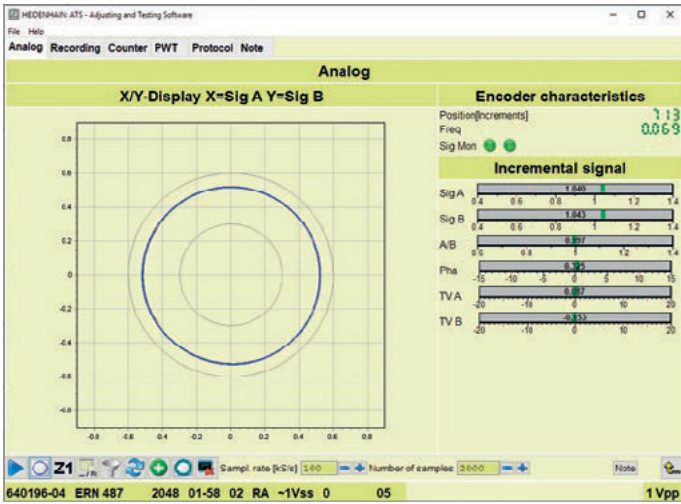 HEIDENHAIN: ATS - Adjusting and Testing Software
File Help
Analog Recording Counter PWT Protocol Note
Analog
X/Y-Display X=Sig A Y=Sig B
Encoder characteristics
Position[Increments] 713
Freq 0.069
Sig Mon
Incremental signal
Sig A 1.040
0.4 0.6 0.8 1 1.2 1.4
Sig B 1.043
0.4 0.6 0.8 1 1.2 1.4
A/B 0.997
0.6 0.8 1 1.2 1.4
Pha
-15 -10 -5 0 5 10 15
TV A
-20 -10 0 10 20
TV B
-20 -10 0 10 20
0.8
0.6
0.4
0.2
0
-0.2
-0.4
-0.6
-0.8
-0.8 -0.6 -0.4 -0.2 0 0.2 0.4 0.6 0.8
Z1 Sampl. rate [kS/s] 100 Number of samples 2000 Note
640196-04 ERN 487 2048 01-58 02 RA ~1Vss 0 05 1 Vpp